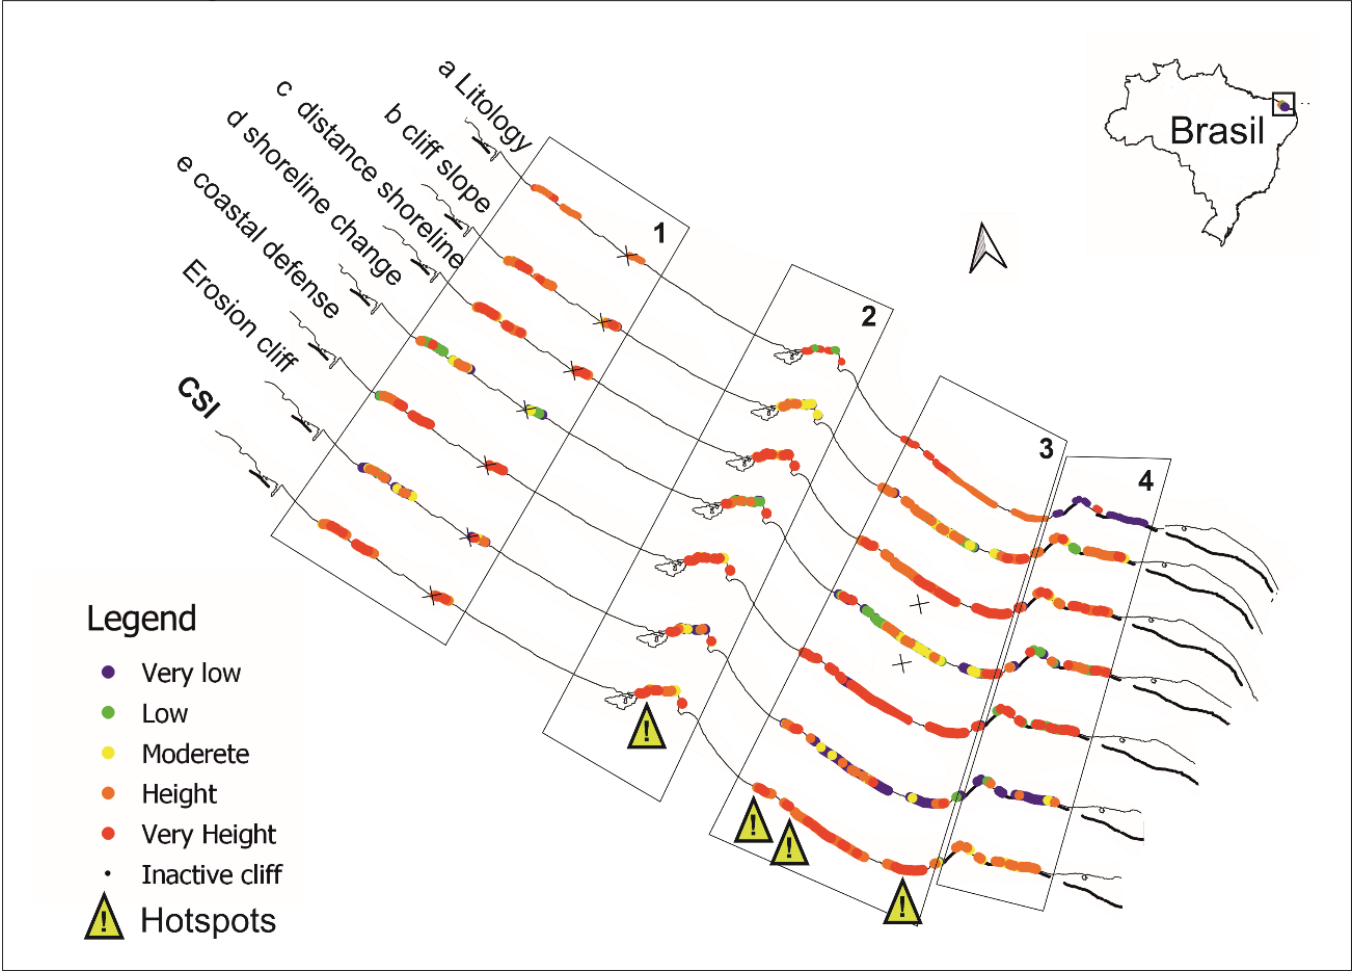 a Litology
c distance shoreline
b cliff slope
d shoreline change
e coastal defense
Erosion cliff
CSI
1
2
3
4
Brasil
Legend
Very low
Low
Moderete
Height
Very Height
Inactive cliff
! Hotspots
!
!
!
!